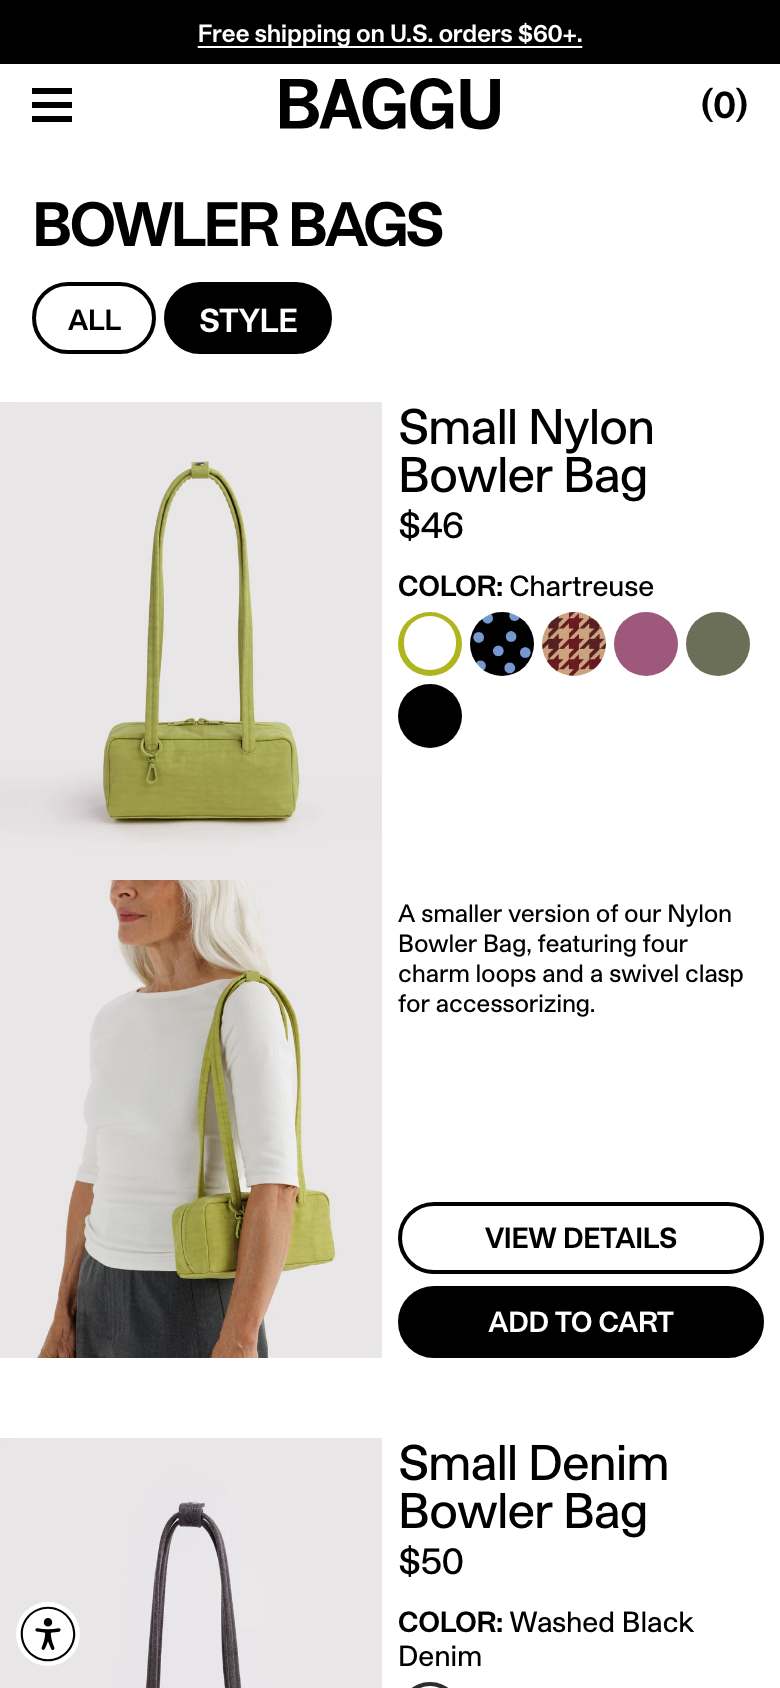 Free shipping on U.S. orders $60+.
BAGGU
(0)
BOWLER BAGS
ALL
STYLE
Small Nylon
Bowler Bag
$46
COLOR: Chartreuse
A smaller version of our Nylon
Bowler Bag, featuring four
charm loops and a swivel clasp
for accessorizing.
VIEW DETAILS
ADD TO CART
Small Denim
Bowler Bag
$50
COLOR: Washed Black
Denim